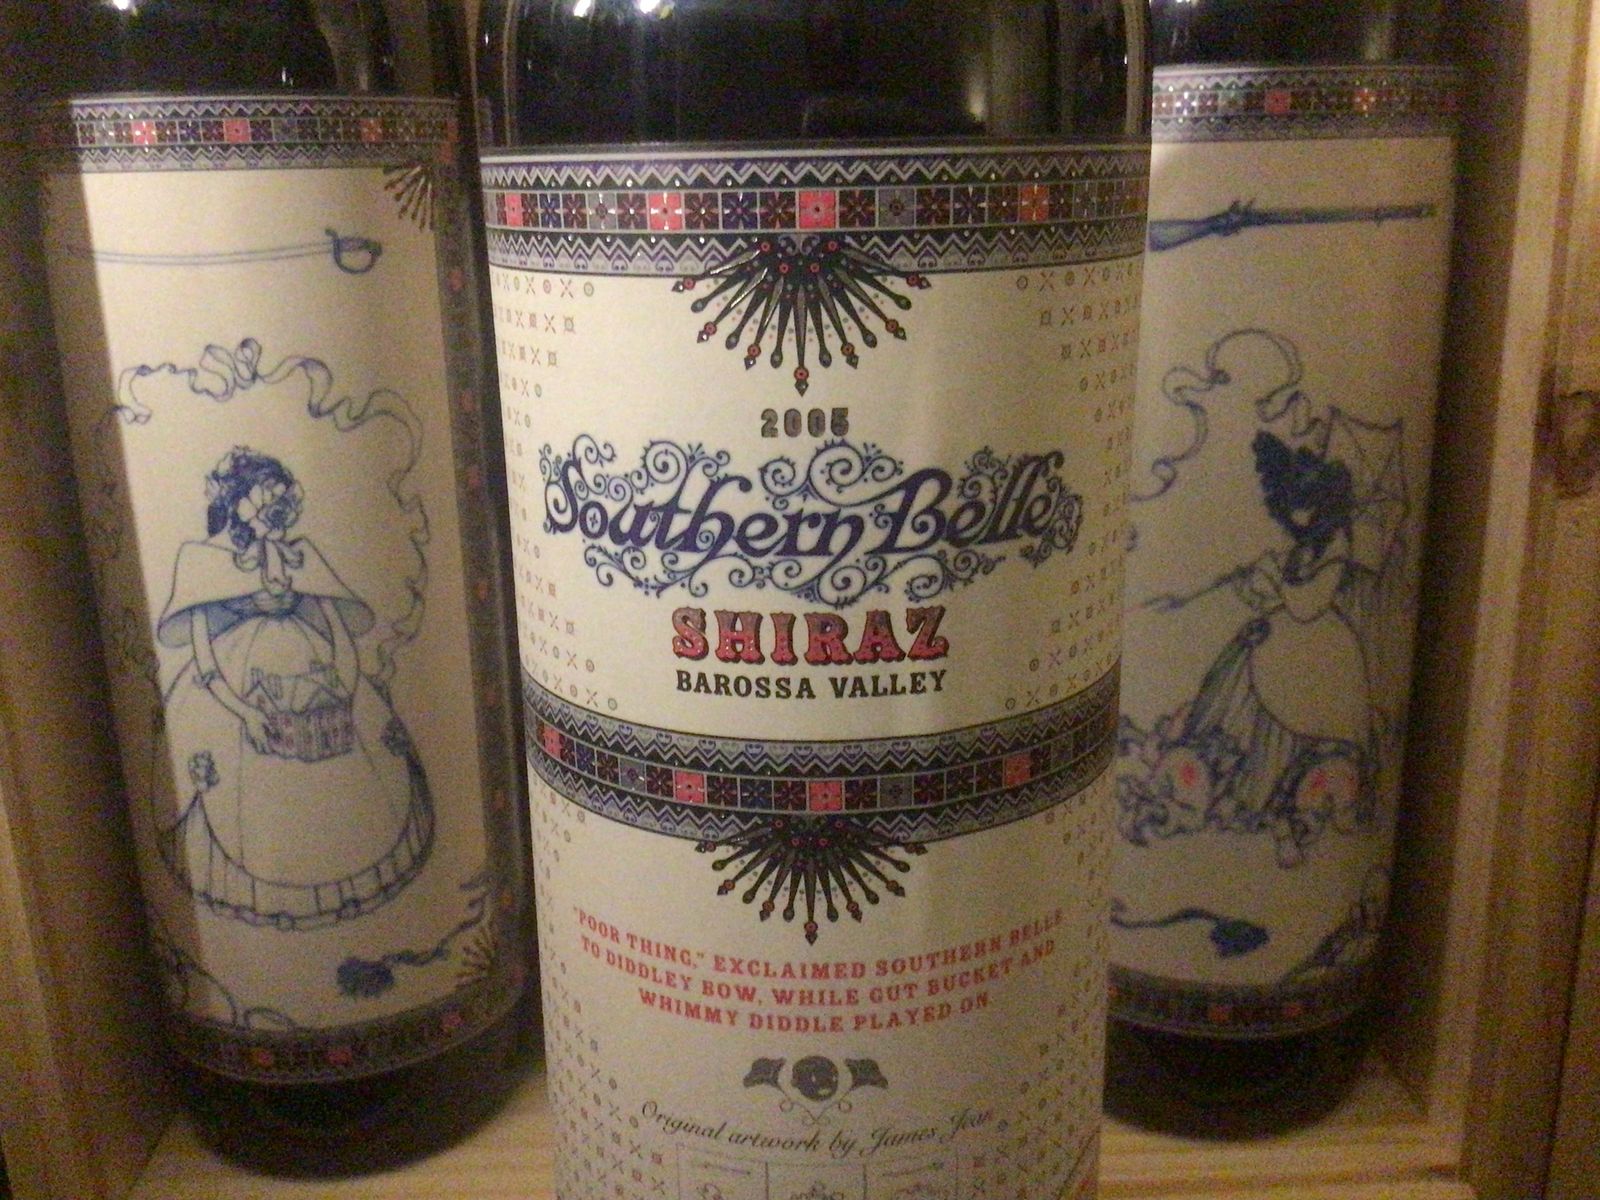 2005
Southern Belle
SHIRAZ
BAROSSA VALLEY
"POOR THING," EXCLAIMED SOUTHERN BELLE
TO DIDDLEY BOW, WHILE GUT BUCKET AND
WHIMMY DIDDLE PLAYED ON.
Original artwork by James Jean